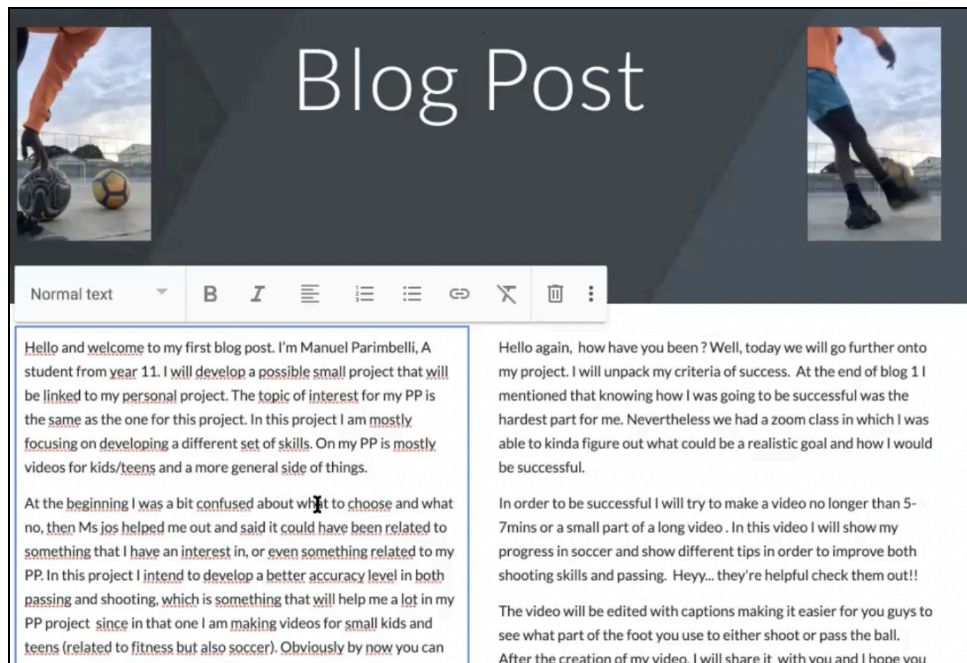 Blog Post
Normal text
B I
Hello and welcome to my first blog post. I'm Manuel Parimbelli, A
student from year 11. I will develop a possible small project that will
be linked to my personal project. The topic of interest for my PP is
the same as the one for this project. In this project I am mostly
focusing on developing a different set of skills. On my PP is mostly
videos for kids/teens and a more general side of things.
At the beginning I was a bit confused about what to choose and what
no, then Ms jos helped me out and said it could have been related to
something that I have an interest in, or even something related to my
PP. In this project I intend to develop a better accuracy level in both
passing and shooting, which is something that will help me a lot in my
PP project since in that one I am making videos for small kids and
teens (related to fitness but also soccer). Obviously by now you can
Hello again, how have you been ? Well, today we will go further onto
my project. I will unpack my criteria of success. At the end of blog 1 I
mentioned that knowing how I was going to be successful was the
hardest part for me. Nevertheless we had a zoom class in which I was
able to kinda figure out what could be a realistic goal and how I would
be successful.
In order to be successful I will try to make a video no longer than 5-
7mins or a small part of a long video . In this video I will show my
progress in soccer and show different tips in order to improve both
shooting skills and passing. Heyy... they're helpful check them out!!
The video will be edited with captions making it easier for you guys to
see what part of the foot you use to either shoot or pass the ball.
After the creation of my video, I will share it with you and I hope you